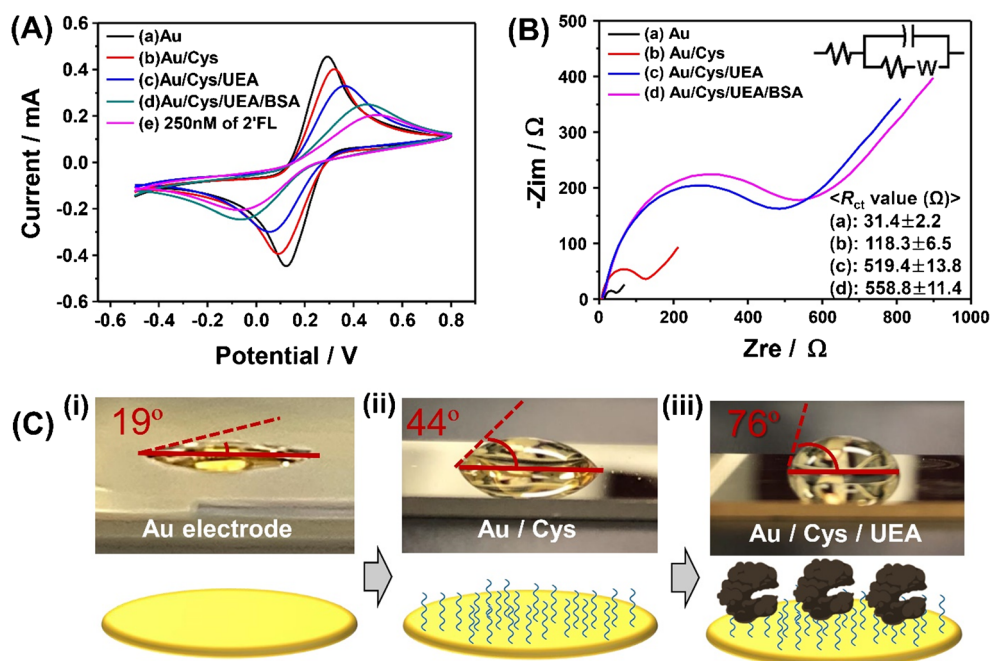 (A)
Current / mA
0.6
0.4
0.2
0.0
-0.2
-0.4
-0.6
(a)Au
(b)Au/Cys
(c)Au/Cys/UEA
(d)Au/Cys/UEA/BSA
(e) 250nM of 2'FL
-0.6 -0.4 -0.2 0.0 0.2 0.4 0.6 0.8
Potential / V
(B)
-Zim / Ω
500
400
300
200
100
0
(a) Au
(b) Au/Cys
(c) Au/Cys/UEA
(d) Au/Cys/UEA/BSA
W
<Rct value (Ω)>
(a): 31.4±2.2
(b): 118.3±6.5
(c): 519.4±13.8
(d): 558.8±11.4
0 200 400 600 800 1000
Zre / Ω
(C)
(i)
19°
Au electrode
(ii)
44°
Au / Cys
(iii)
76°
Au / Cys / UEA